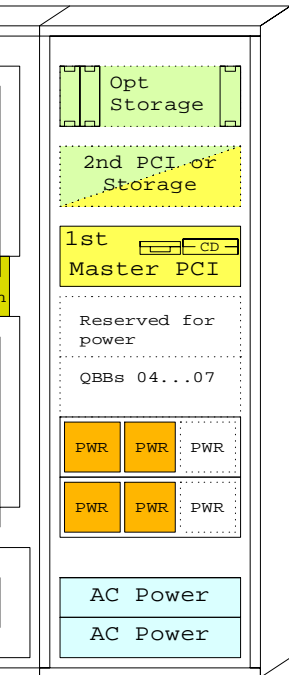 Opt
Storage
2nd PCI or
Storage
1st
CD
Master PCI
Reserved for
power
QBBs 04...07
PWR PWR PWR
PWR PWR PWR
AC Power
AC Power